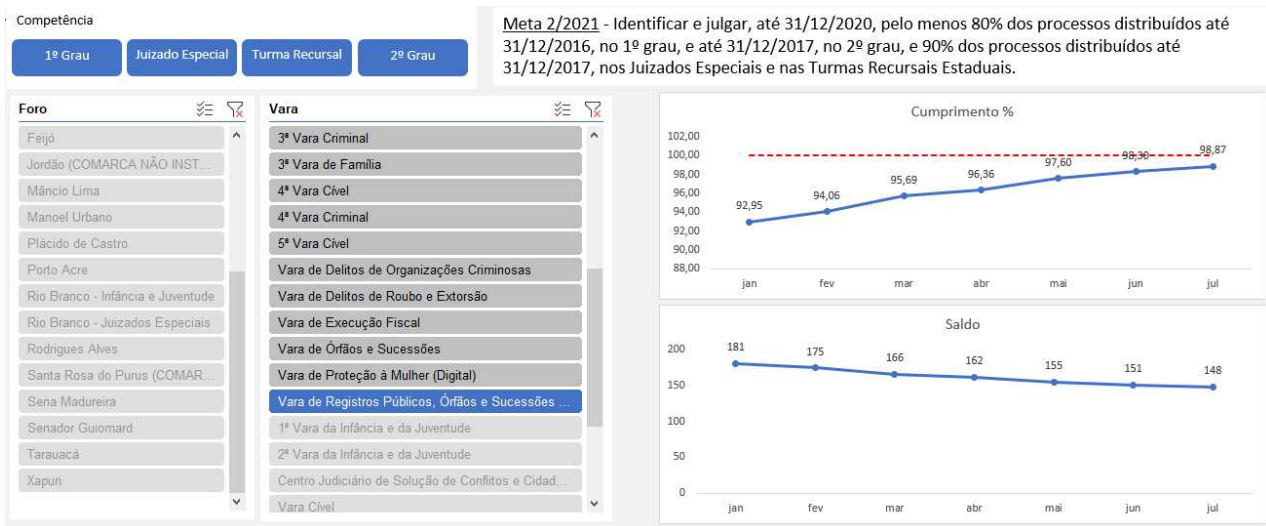 Competência
1º Grau
Juizado Especial
Turma Recursal
2º Grau
Meta 2/2021 - Identificar e julgar, até 31/12/2020, pelo menos 80% dos processos distribuídos até
31/12/2016, no 1º grau, e até 31/12/2017, no 2º grau, e 90% dos processos distribuídos até
31/12/2017, nos Juizados Especiais e nas Turmas Recursais Estaduais.
Foro
Feijó
Jordão (COMARCA NÃO INST...
Mâncio Lima
Manoel Urbano
Plácido de Castro
Porto Acre
Rio Branco - Infância e Juventude
Rio Branco - Juizados Especiais
Rodrigues Alves
Santa Rosa do Purus (COMAR...
Sena Madureira
Senador Guiomard
Tarauacá
Xapuri
Vara
3ª Vara Criminal
3ª Vara de Família
4ª Vara Cível
4ª Vara Criminal
5ª Vara Cível
Vara de Delitos de Organizações Criminosas
Vara de Delitos de Roubo e Extorsão
Vara de Execução Fiscal
Vara de Órfãos e Sucessões
Vara de Proteção à Mulher (Digital)
Vara de Registros Públicos, Órfãos e Sucessões ...
1ª Vara da Infância e da Juventude
2ª Vara da Infância e da Juventude
Centro Judiciário de Solução de Conflitos e Cidad...
Vara Cível
Cumprimento %
102,00
100,00
98,00
96,00
94,00
92,00
90,00
88,00
92,95
94,06
95,69
96,36
97,60
98,30
98,87
jan fev mar abr mai jun jul
Saldo
200
150
100
50
0
181
175
166
162
155
151
148
jan fev mar abr mai jun jul